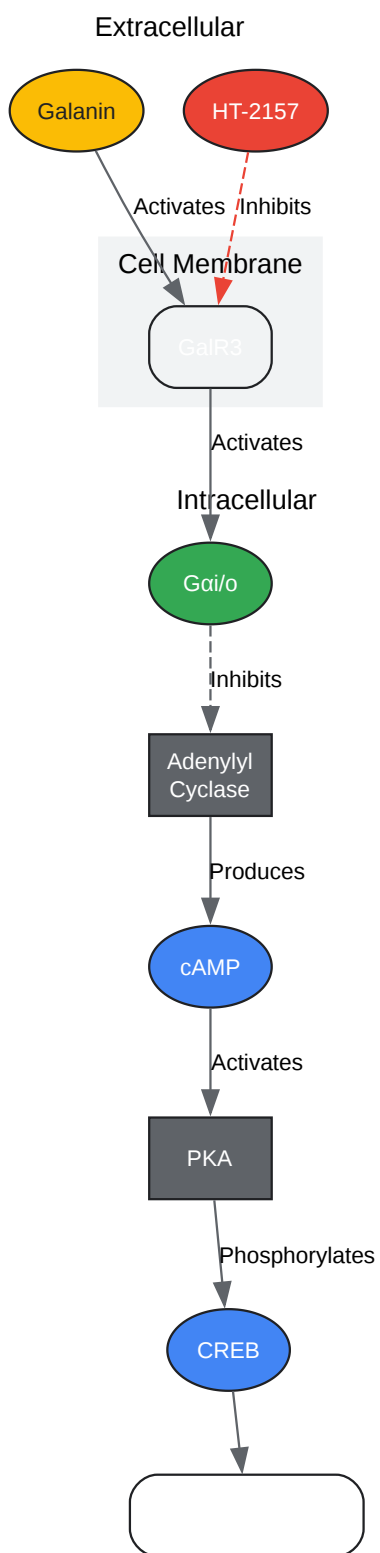 Extracellular
Galanin
HT-2157
Activates
Inhibits
Cell Membrane
GalR3
Activates
Intracellular
Gαi/o
Inhibits
Adenylyl
Cyclase
Produces
cAMP
Activates
PKA
Phosphorylates
CREB